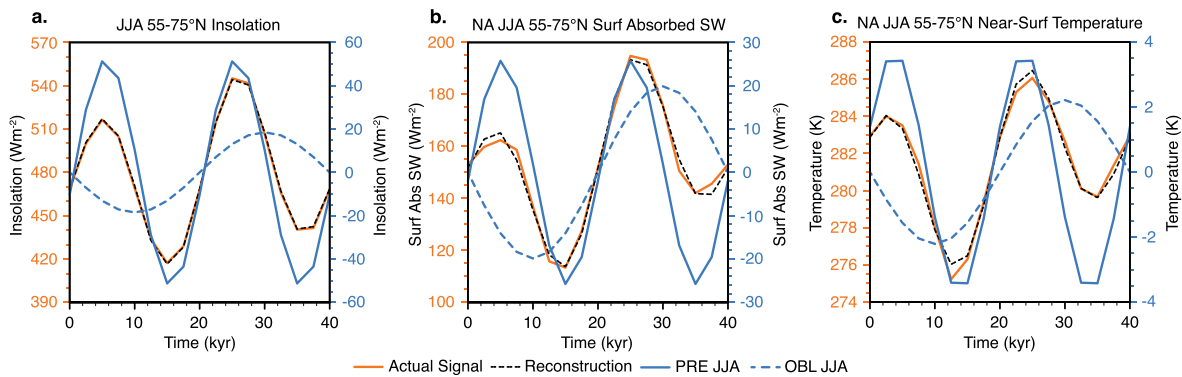 a.
JJA 55-75°N Insolation
570
540
510
480
450
420
390
Insolation (Wm-2)
60
40
20
0
-20
-40
-60
Insolation (Wm-2)
0 10 20 30 40
Time (kyr)
b.
NA JJA 55-75°N Surf Absorbed SW
200
180
160
140
120
100
Surf Abs SW (Wm-2)
30
20
10
0
-10
-20
-30
Surf Abs SW (Wm-2)
0 10 20 30 40
Time (kyr)
c.
NA JJA 55-75°N Near-Surf Temperature
288
286
284
282
280
278
276
274
Temperature (K)
4
2
0
-2
-4
Temperature (K)
0 10 20 30 40
Time (kyr)
Actual Signal Reconstruction PRE JJA OBL JJA